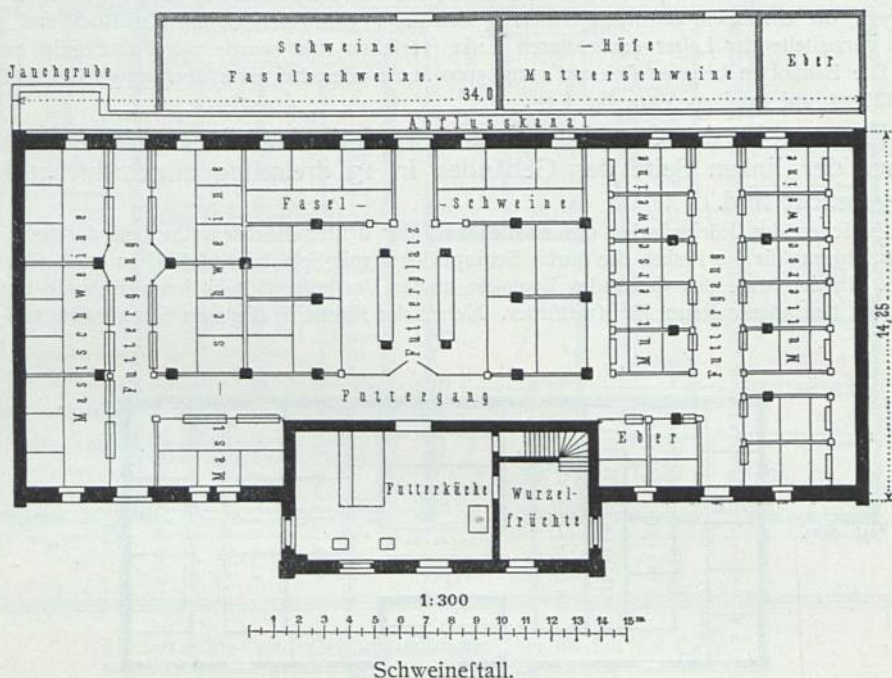 Schweine
Faselschweine
Höfe
Mutterschweine
Eber
Jauchgrube
34,0
Abflusskanal
Mastschweine
Futtergang
Mast-schweine
Fasel-
-Schweine
Futterplatz
Mutterschweine
Futtergang
Mutterschweine
14,25
Futtergang
Eber
Futterküche
Wurzel-
früchte
1:300
1 2 3 4 5 6 7 8 9 10 11 12 13 14 15 m
Schweineſtall.